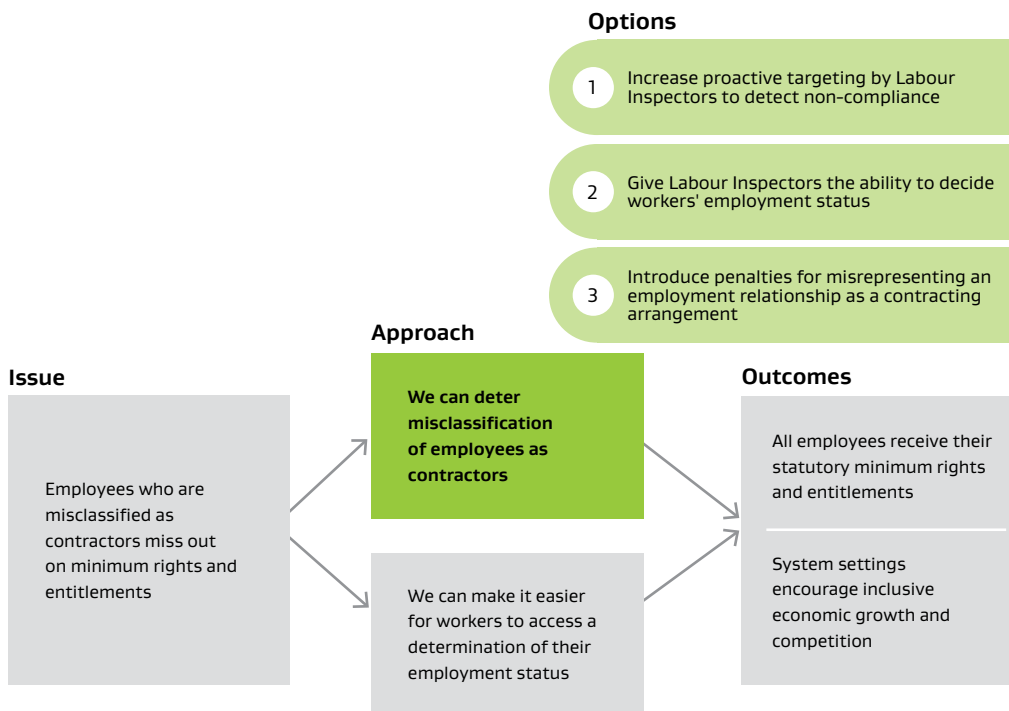 Options
1
Increase proactive targeting by Labour
Inspectors to detect non-compliance
2
Give Labour Inspectors the ability to decide
workers' employment status
3
Introduce penalties for misrepresenting an
employment relationship as a contracting
arrangement
Approach
We can deter
misclassification
of employees as
contractors
We can make it easier
for workers to access a
determination of their
employment status
Issue
Employees who are
misclassified as
contractors miss out
on minimum rights and
entitlements
Outcomes
All employees receive their
statutory minimum rights
and entitlements
System settings
encourage inclusive
economic growth and
competition